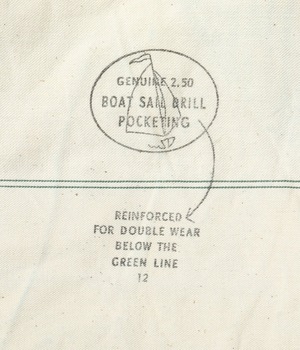 GENUINE 2.50
BOAT SAIL DRILL
POCKETING
REINFORCED
FOR DOUBLE WEAR
BELOW THE
GREEN LINE
12